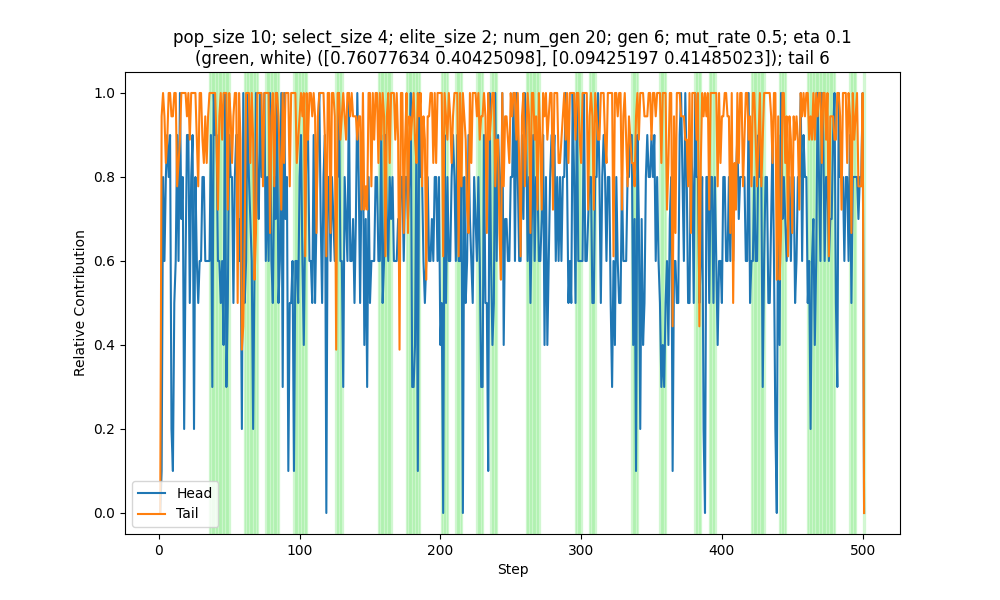 pop_size 10; select_size 4; elite_size 2; num_gen 20; gen 6; mut_rate 0.5; eta 0.1
(green, white) ([0.76077634 0.40425098], [0.09425197 0.41485023]); tail 6
Relative Contribution
1.0
0.8
0.6
0.4
0.2
0.0
Head
Tail
0
100
200
300
400
500
Step